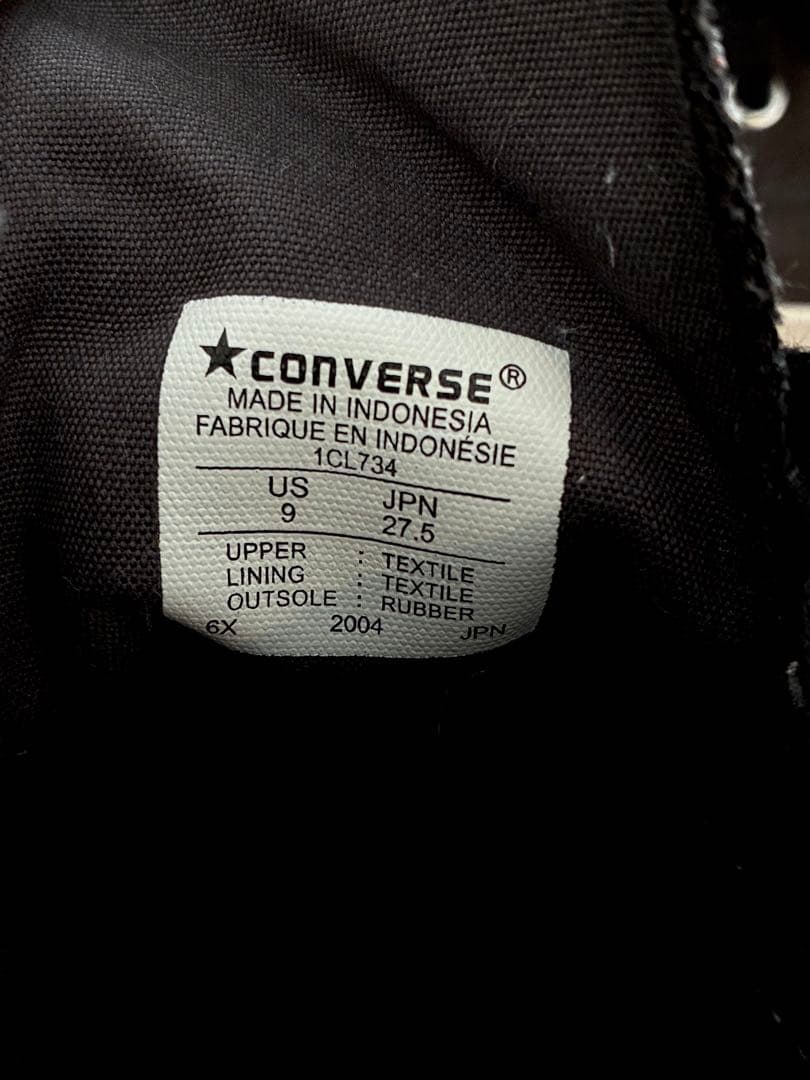 ★CONVERSE®
MADE IN INDONESIA
FABRIQUE EN INDONÉSIE
1CL734
US JPN
9 27.5
UPPER : TEXTILE
LINING : TEXTILE
OUTSOLE : RUBBER
6X 2004 JPN